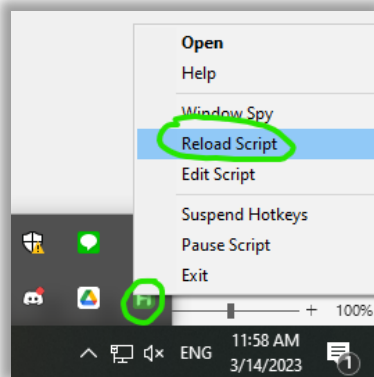 Open
Help
Window Spy
Reload Script
Edit Script
Suspend Hotkeys
Pause Script
Exit
H
100%
ENG
11:58 AM
3/14/2023
1